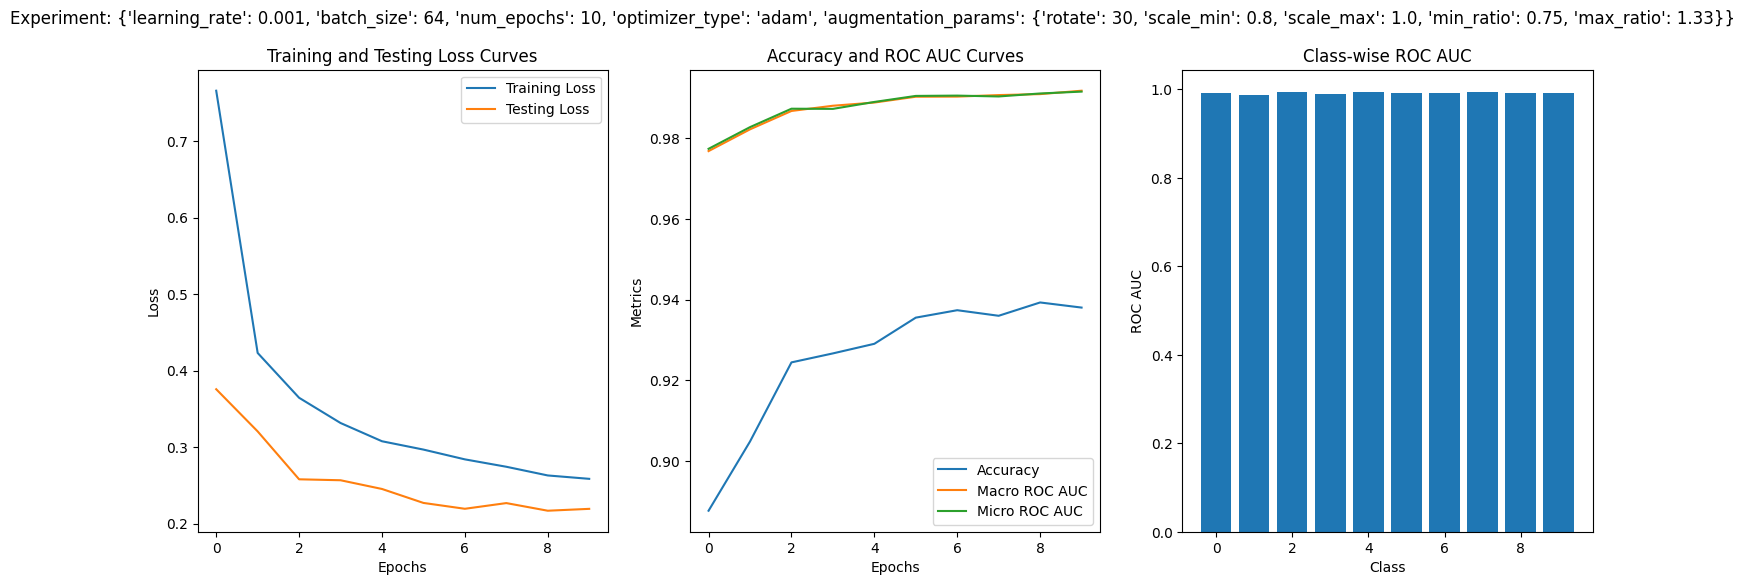 Experiment: {'learning_rate': 0.001, 'batch_size': 64, 'num_epochs': 10, 'optimizer_type': 'adam', 'augmentation_params': {'rotate': 30, 'scale_min': 0.8, 'scale_max': 1.0, 'min_ratio': 0.75, 'max_ratio': 1.33}}
Training and Testing Loss Curves
Training Loss
Testing Loss
0.7
0.6
0.5
0.4
0.3
0.2
Loss
0 2 4 6 8
Epochs
Accuracy and ROC AUC Curves
0.98
0.96
0.94
0.92
0.90
Metrics
Accuracy
Macro ROC AUC
Micro ROC AUC
0 2 4 6 8
Epochs
Class-wise ROC AUC
1.0
0.8
0.6
0.4
0.2
0.0
ROC AUC
0 2 4 6 8
Class